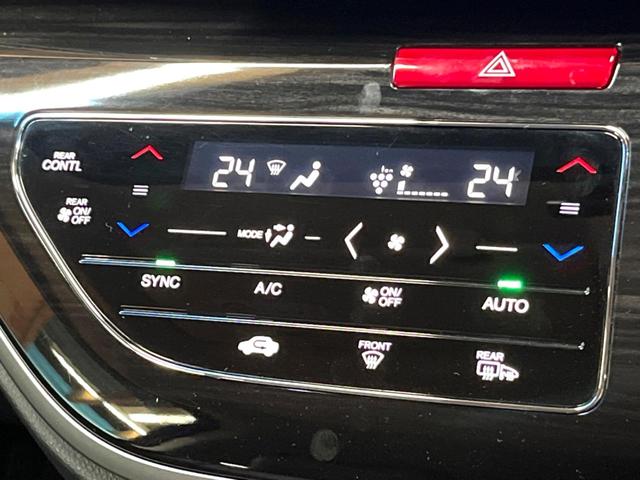 REAR
CONTL
24
24
REAR
ON/
OFF
MODE
SYNC
A/C
ON/
OFF
AUTO
FRONT
REAR